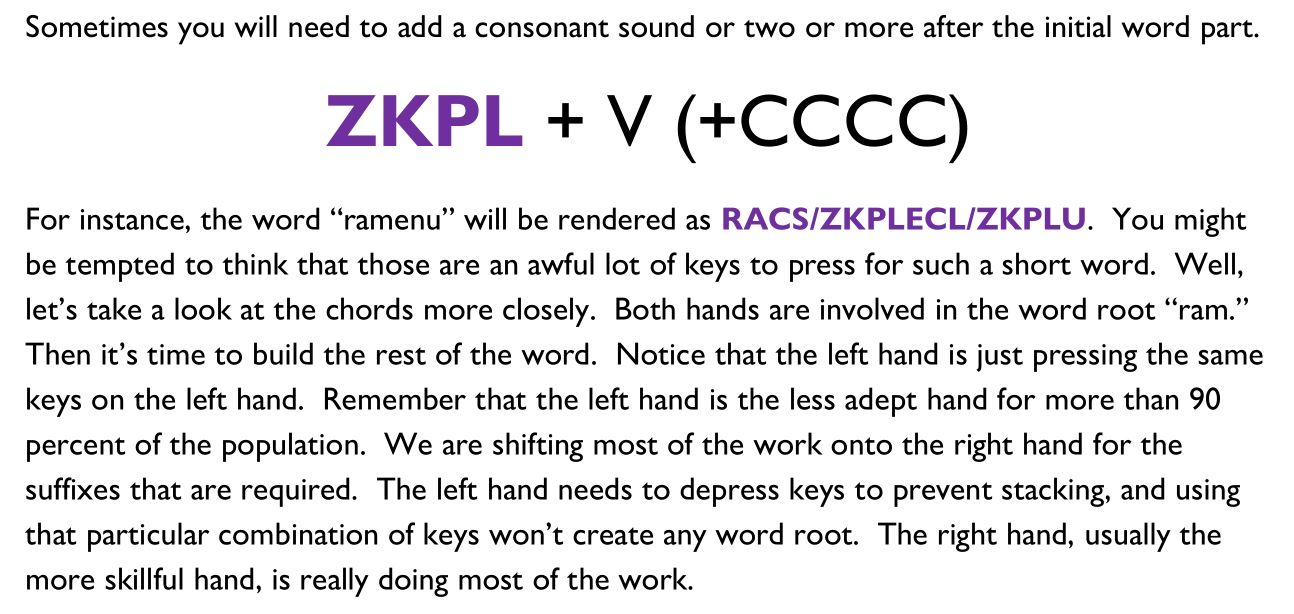 Sometimes you will need to add a consonant sound or two or more after the initial word part.
ZKPL + V (+CCCC)
For instance, the word “ramenu” will be rendered as RACS/ZKPLECL/ZKPLU.  You might
be tempted to think that those are an awful lot of keys to press for such a short word.  Well,
let’s take a look at the chords more closely.  Both hands are involved in the word root “ram.”
Then it’s time to build the rest of the word.  Notice that the left hand is just pressing the same
keys on the left hand.  Remember that the left hand is the less adept hand for more than 90
percent of the population.  We are shifting most of the work onto the right hand for the
suffixes that are required.  The left hand needs to depress keys to prevent stacking, and using
that particular combination of keys won’t create any word root.  The right hand, usually the
more skillful hand, is really doing most of the work.